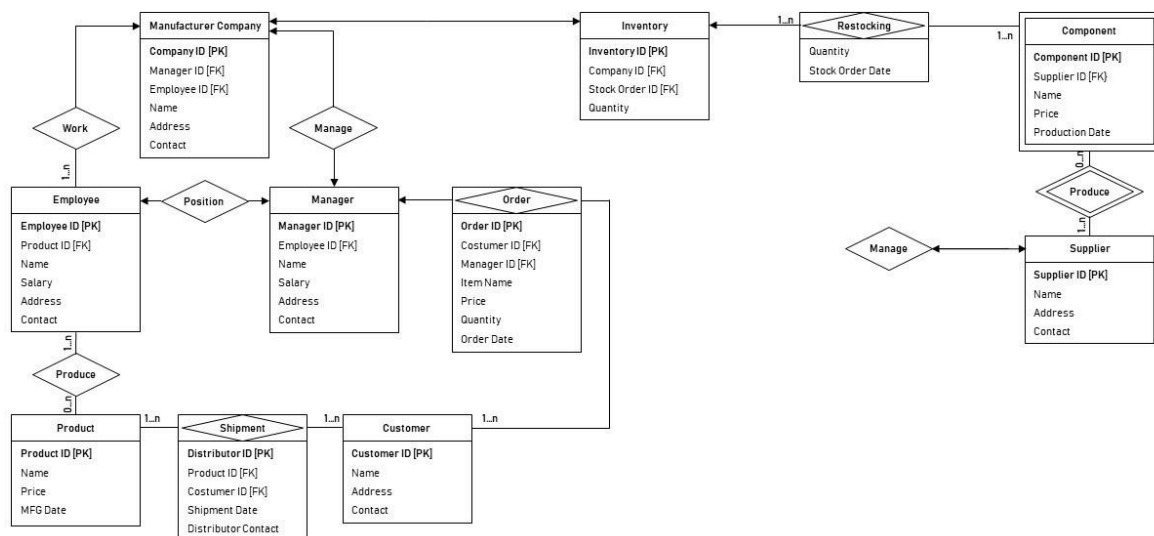 Manufacturer Company
Company ID [PK]
Manager ID [FK]
Employee ID [FK]
Name
Address
Contact
1...n
Inventory
Inventory ID [PK]
Company ID [FK]
Stock Order ID [FK]
Quantity
Restocking
Quantity
Stock Order Date
1...n
Component
Component ID [PK]
Supplier ID [FK}
Name
Price
Production Date
Work
Manage
1...n
0...n
Produce
1...n
Employee
Employee ID [PK]
Product ID [FK]
Name
Salary
Address
Contact
Position
Manager
Manager ID [PK]
Employee ID [FK]
Name
Salary
Address
Contact
Order
Order ID [PK]
Costumer ID [FK]
Manager ID [FK]
Item Name
Price
Quantity
Order Date
Manage
Supplier
Supplier ID [PK]
Name
Address
Contact
1...n
Produce
0...n
Product
Product ID [PK]
Name
Price
MFG Date
1...n
Shipment
Distributor ID [PK]
Product ID [FK]
Costumer ID [FK]
Shipment Date
Distributor Contact
1...n
Customer
Customer ID [PK]
Name
Address
Contact
1...n